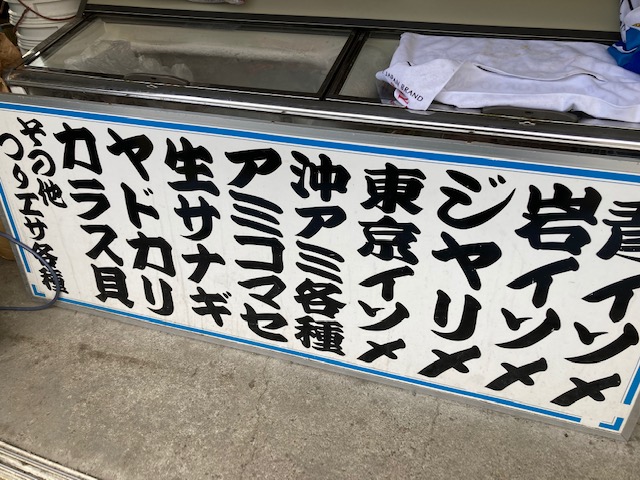 イソメ
岩イソメ
ジャリメ
東京イソメ
沖アミ各種
アミコマセ
生サナギ
ヤドカリ
カラス貝
その他
つりエサ各種
BRAND